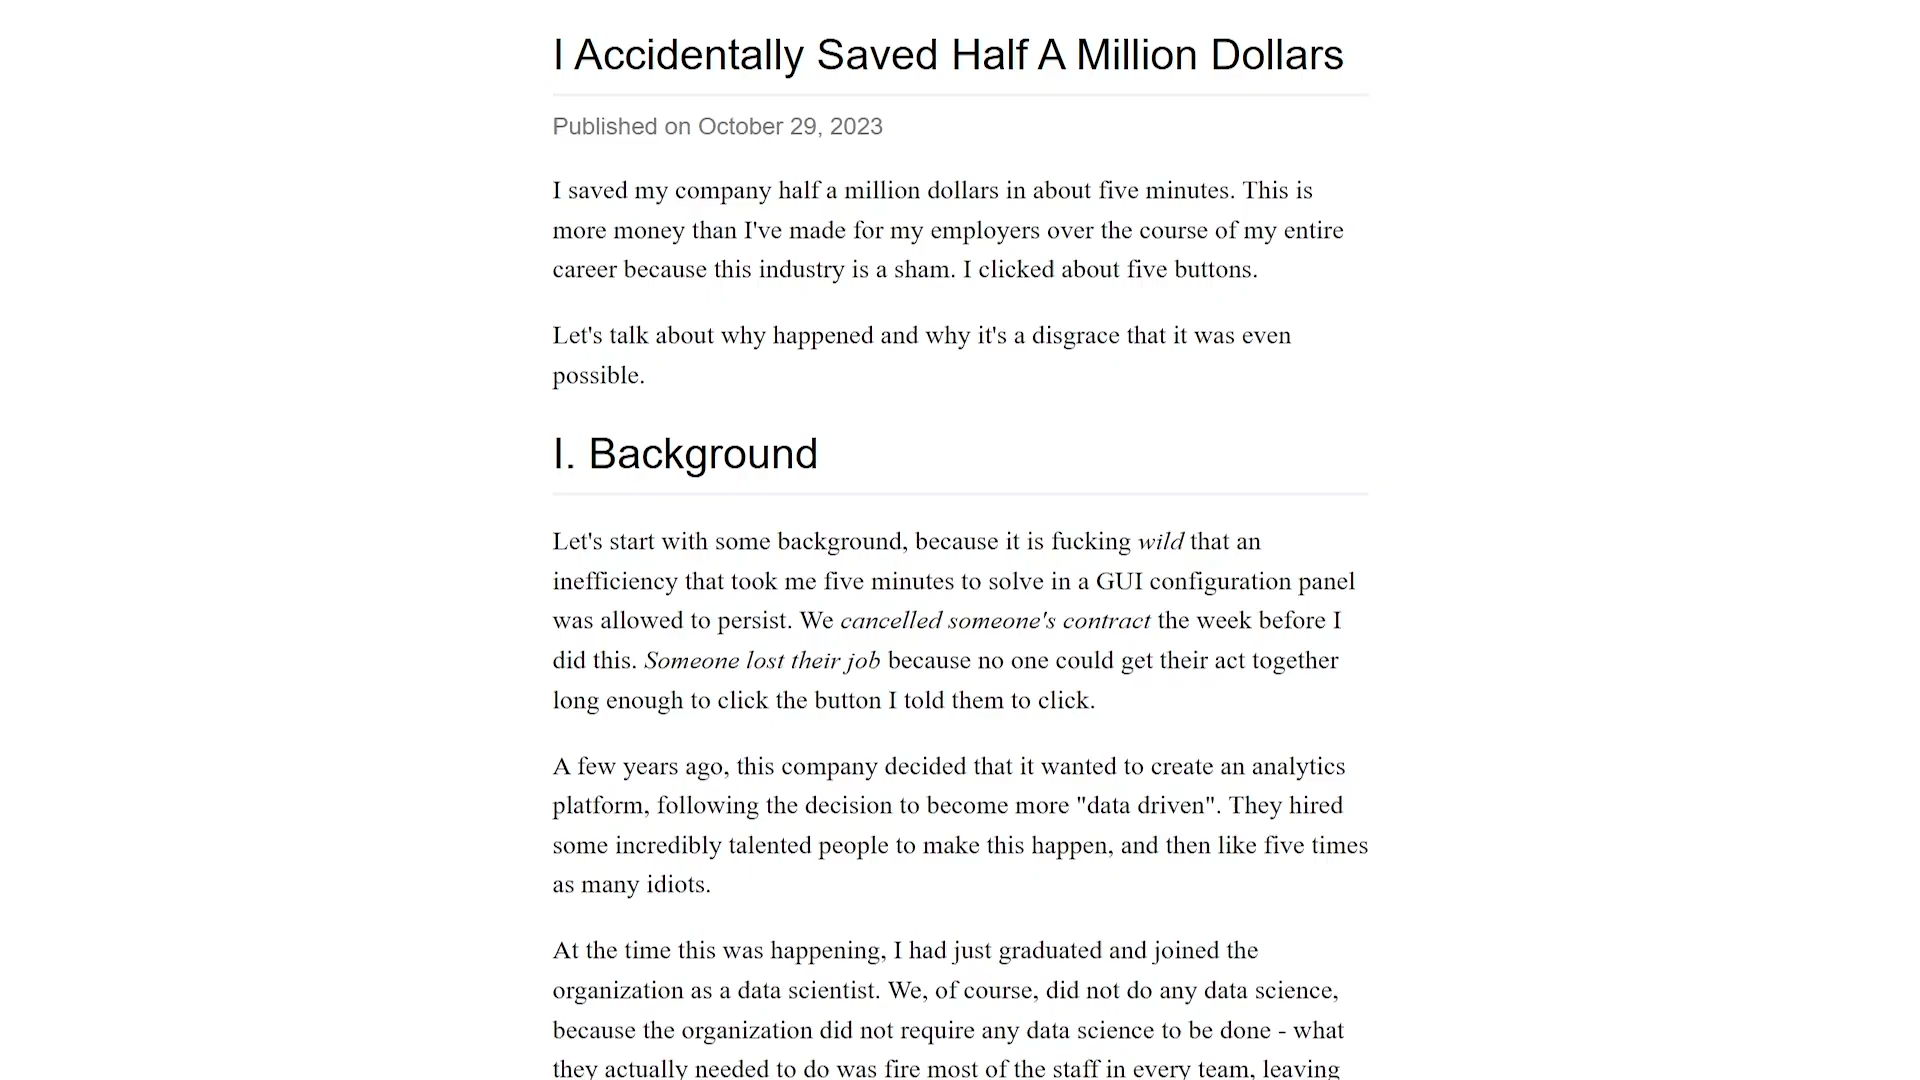 I Accidentally Saved Half A Million Dollars
Published on October 29, 2023
I saved my company half a million dollars in about five minutes. This is
more money than I've made for my employers over the course of my entire
career because this industry is a sham. I clicked about five buttons.
Let's talk about why happened and why it's a disgrace that it was even
possible.
I. Background
Let's start with some background, because it is fucking wild that an
inefficiency that took me five minutes to solve in a GUI configuration panel
was allowed to persist. We cancelled someone's contract the week before I
did this. Someone lost their job because no one could get their act together
long enough to click the button I told them to click.
A few years ago, this company decided that it wanted to create an analytics
platform, following the decision to become more "data driven". They hired
some incredibly talented people to make this happen, and then like five times
as many idiots.
At the time this was happening, I had just graduated and joined the
organization as a data scientist. We, of course, did not do any data science,
because the organization did not require any data science to be done - what
they actually needed to do was fire most of the staff in every team, leaving